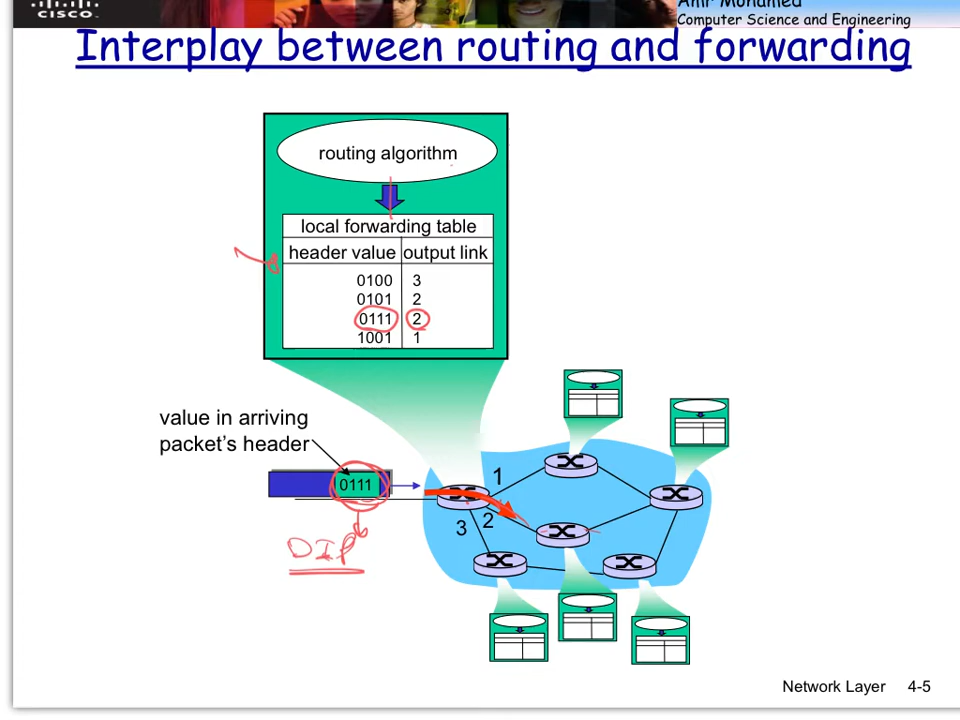 CISCO
Amr Mohamed
Computer Science and Engineering
Interplay between routing and forwarding
routing algorithm
local forwarding table
header value output link
0100 3
0101 2
0111 2
1001 1
value in arriving
packet's header
0111
1
2
3
DIP
Network Layer 4-5